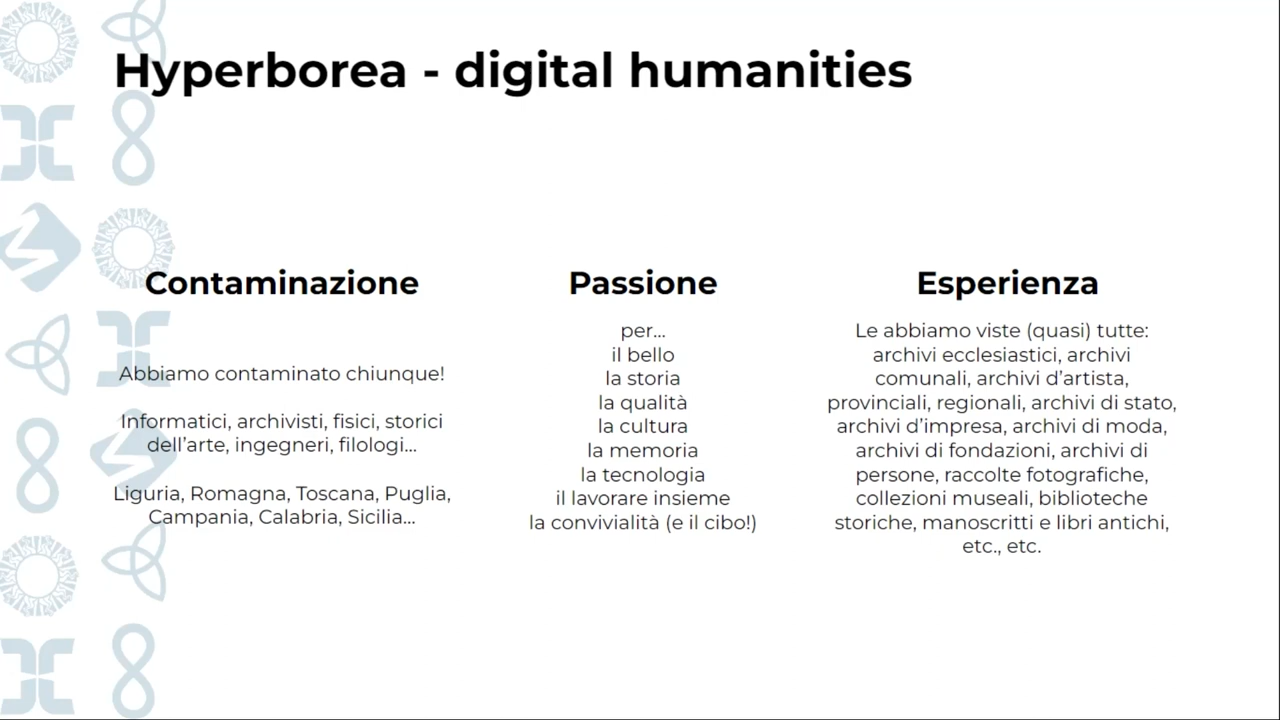 Hyperborea - digital humanities
Contaminazione
Abbiamo contaminato chiunque!
Informatici, archivisti, fisici, storici
dell'arte, ingegneri, filologi...
Liguria, Romagna, Toscana, Puglia,
Campania, Calabria, Sicilia...
Passione
per...
il bello
la storia
la qualità
la cultura
la memoria
la tecnologia
il lavorare insieme
la convivialità (e il cibo!)
Esperienza
Le abbiamo viste (quasi) tutte:
archivi ecclesiastici, archivi
comunali, archivi d'artista,
provinciali, regionali, archivi di stato,
archivi d'impresa, archivi di moda,
archivi di fondazioni, archivi di
persone, raccolte fotografiche,
collezioni museali, biblioteche
storiche, manoscritti e libri antichi,
etc., etc.